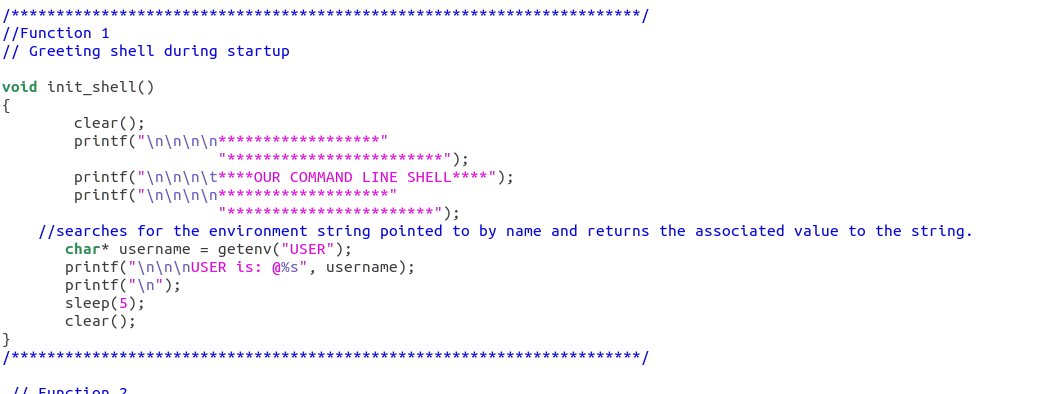 /**********************************************************************/
//Function 1
// Greeting shell during startup
void init_shell()
{
clear();
printf("\n\n\n\n******************"
"************************");
printf("\n\n\n\t****OUR COMMAND LINE SHELL****");
printf("\n\n\n\n*******************"
"***********************");
//searches for the environment string pointed to by name and returns the associated value to the string.
char* username = getenv("USER");
printf("\n\n\nUSER is: @%s", username);
printf("\n");
sleep(5);
clear();
}
/**********************************************************************/
// Function 2